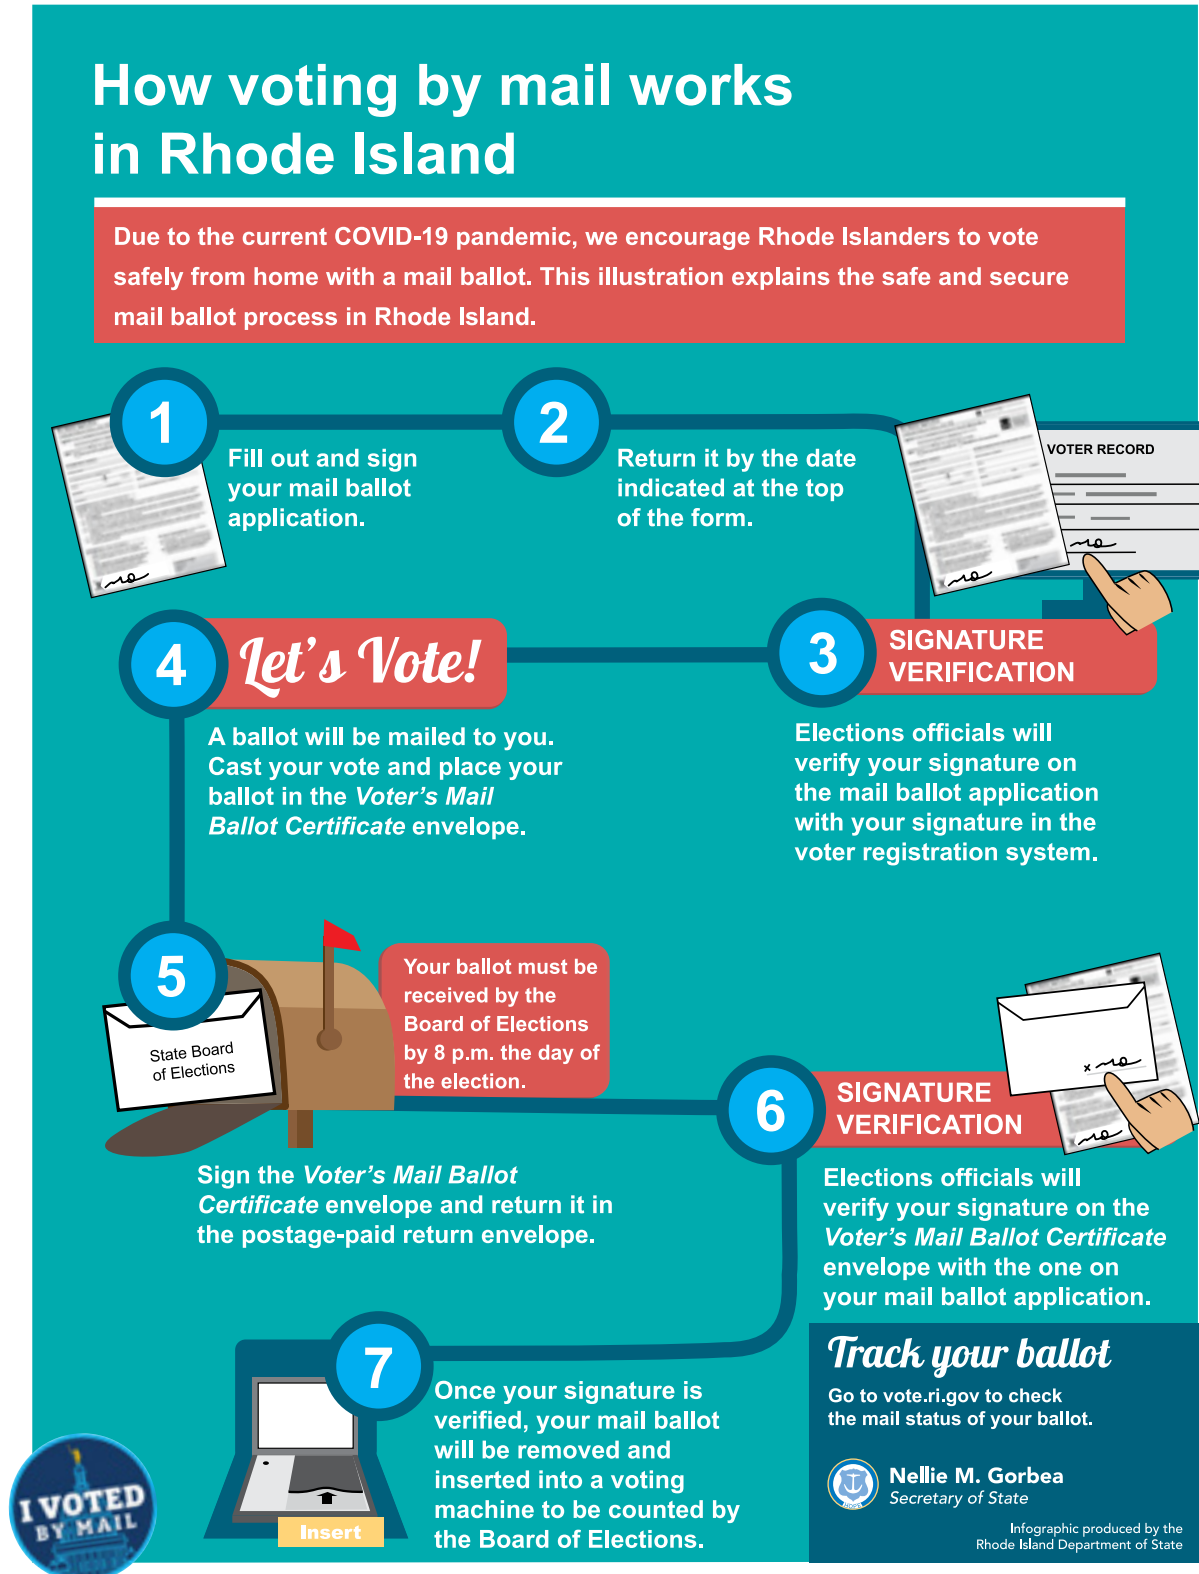 How voting by mail works
in Rhode Island
Due to the current COVID-19 pandemic, we encourage Rhode Islanders to vote
safely from home with a mail ballot. This illustration explains the safe and secure
mail ballot process in Rhode Island.
1
Fill out and sign
your mail ballot
application.
2
Return it by the date
indicated at the top
of the form.
VOTER RECORD
3
SIGNATURE
VERIFICATION
Elections officials will
verify your signature on
the mail ballot application
with your signature in the
voter registration system.
4
Let's Vote!
A ballot will be mailed to you.
Cast your vote and place your
ballot in the Voter's Mail
Ballot Certificate envelope.
5
State Board
of Elections
Your ballot must be
received by the
Board of Elections
by 8 p.m. the day of
the election.
Sign the Voter's Mail Ballot
Certificate envelope and return it in
the postage-paid return envelope.
6
SIGNATURE
VERIFICATION
x
Elections officials will
verify your signature on the
Voter's Mail Ballot Certificate
envelope with the one on
your mail ballot application.
7
Once your signature is
verified, your mail ballot
will be removed and
inserted into a voting
machine to be counted by
the Board of Elections.
Insert
I VOTED
BY MAIL
Track your ballot
Go to vote.ri.gov to check
the mail status of your ballot.
HOPE
Nellie M. Gorbea
Secretary of State
Infographic produced by the
Rhode Island Department of State